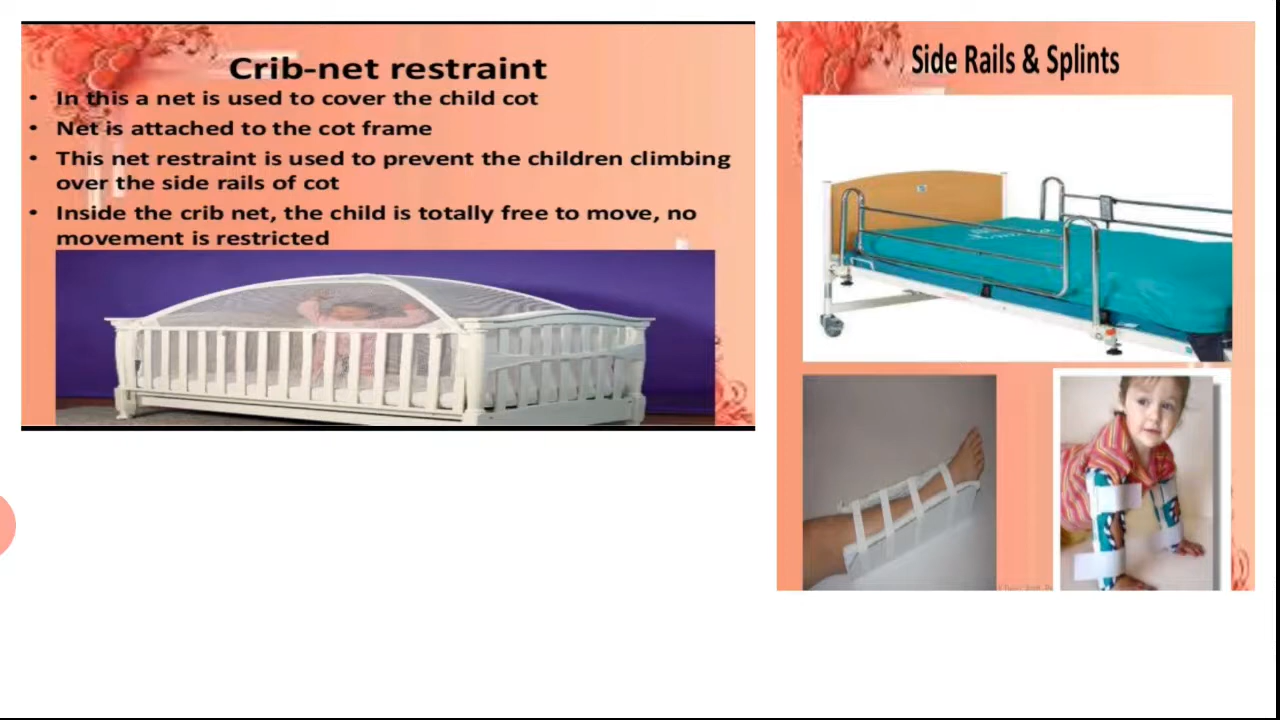 Crib-net restraint
• In this a net is used to cover the child cot
• Net is attached to the cot frame
• This net restraint is used to prevent the children climbing
over the side rails of cot
• Inside the crib net, the child is totally free to move, no
movement is restricted
Side Rails & Splints